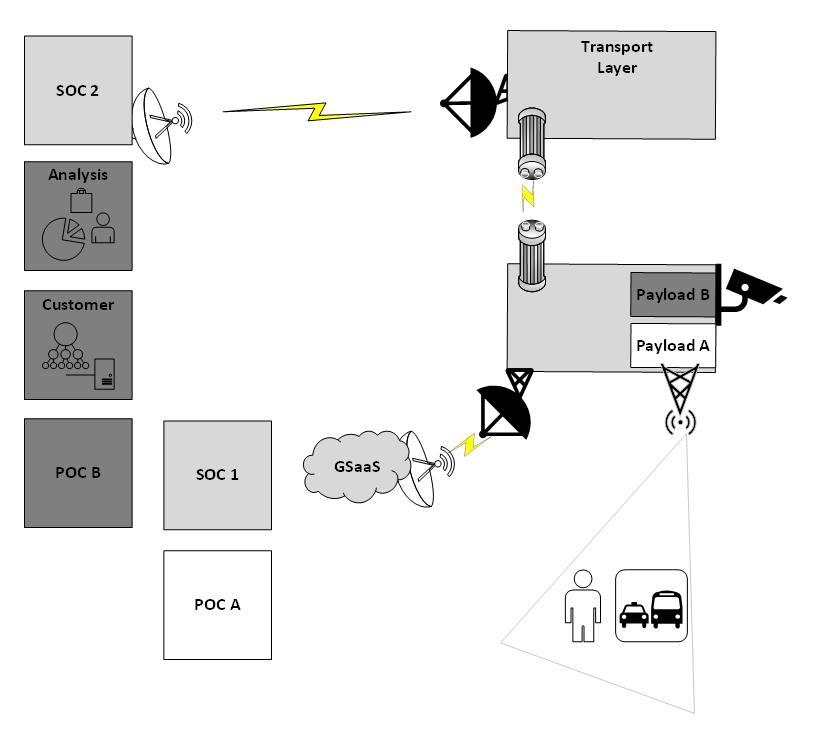 SOC 2
Transport
Layer
Analysis
Payload B
Customer
Payload A
POC B
SOC 1
GSaaS
POC A